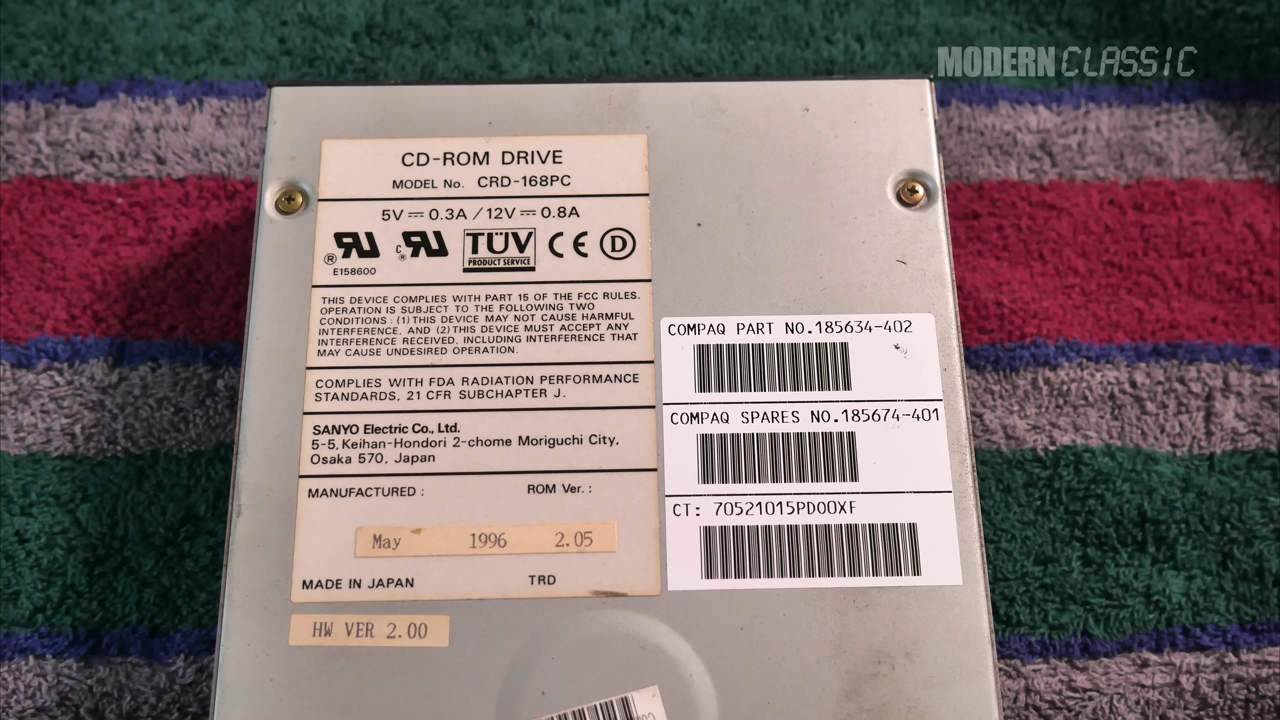 MODERN CLASSIC
CD-ROM DRIVE
MODEL No. CRD-168PC
5V ⎓ 0.3A / 12V ⎓ 0.8A
TÜV
PRODUCT SERVICE
CE
D
E158600
THIS DEVICE COMPLIES WITH PART 15 OF THE FCC RULES.
OPERATION IS SUBJECT TO THE FOLLOWING TWO
CONDITIONS : (1) THIS DEVICE MAY NOT CAUSE HARMFUL
INTERFERENCE, AND (2) THIS DEVICE MUST ACCEPT ANY
INTERFERENCE RECEIVED, INCLUDING INTERFERENCE THAT
MAY CAUSE UNDESIRED OPERATION.
COMPLIES WITH FDA RADIATION PERFORMANCE
STANDARDS, 21 CFR SUBCHAPTER J.
SANYO Electric Co., Ltd.
5-5, Keihan-Hondori 2-chome Moriguchi City,
Osaka 570, Japan
MANUFACTURED : ROM Ver. :
May 1996 2.05
MADE IN JAPAN TRD
HW VER 2.00
COMPAQ PART NO.185634-402
COMPAQ SPARES NO.185674-401
CT: 70521015PD00XF